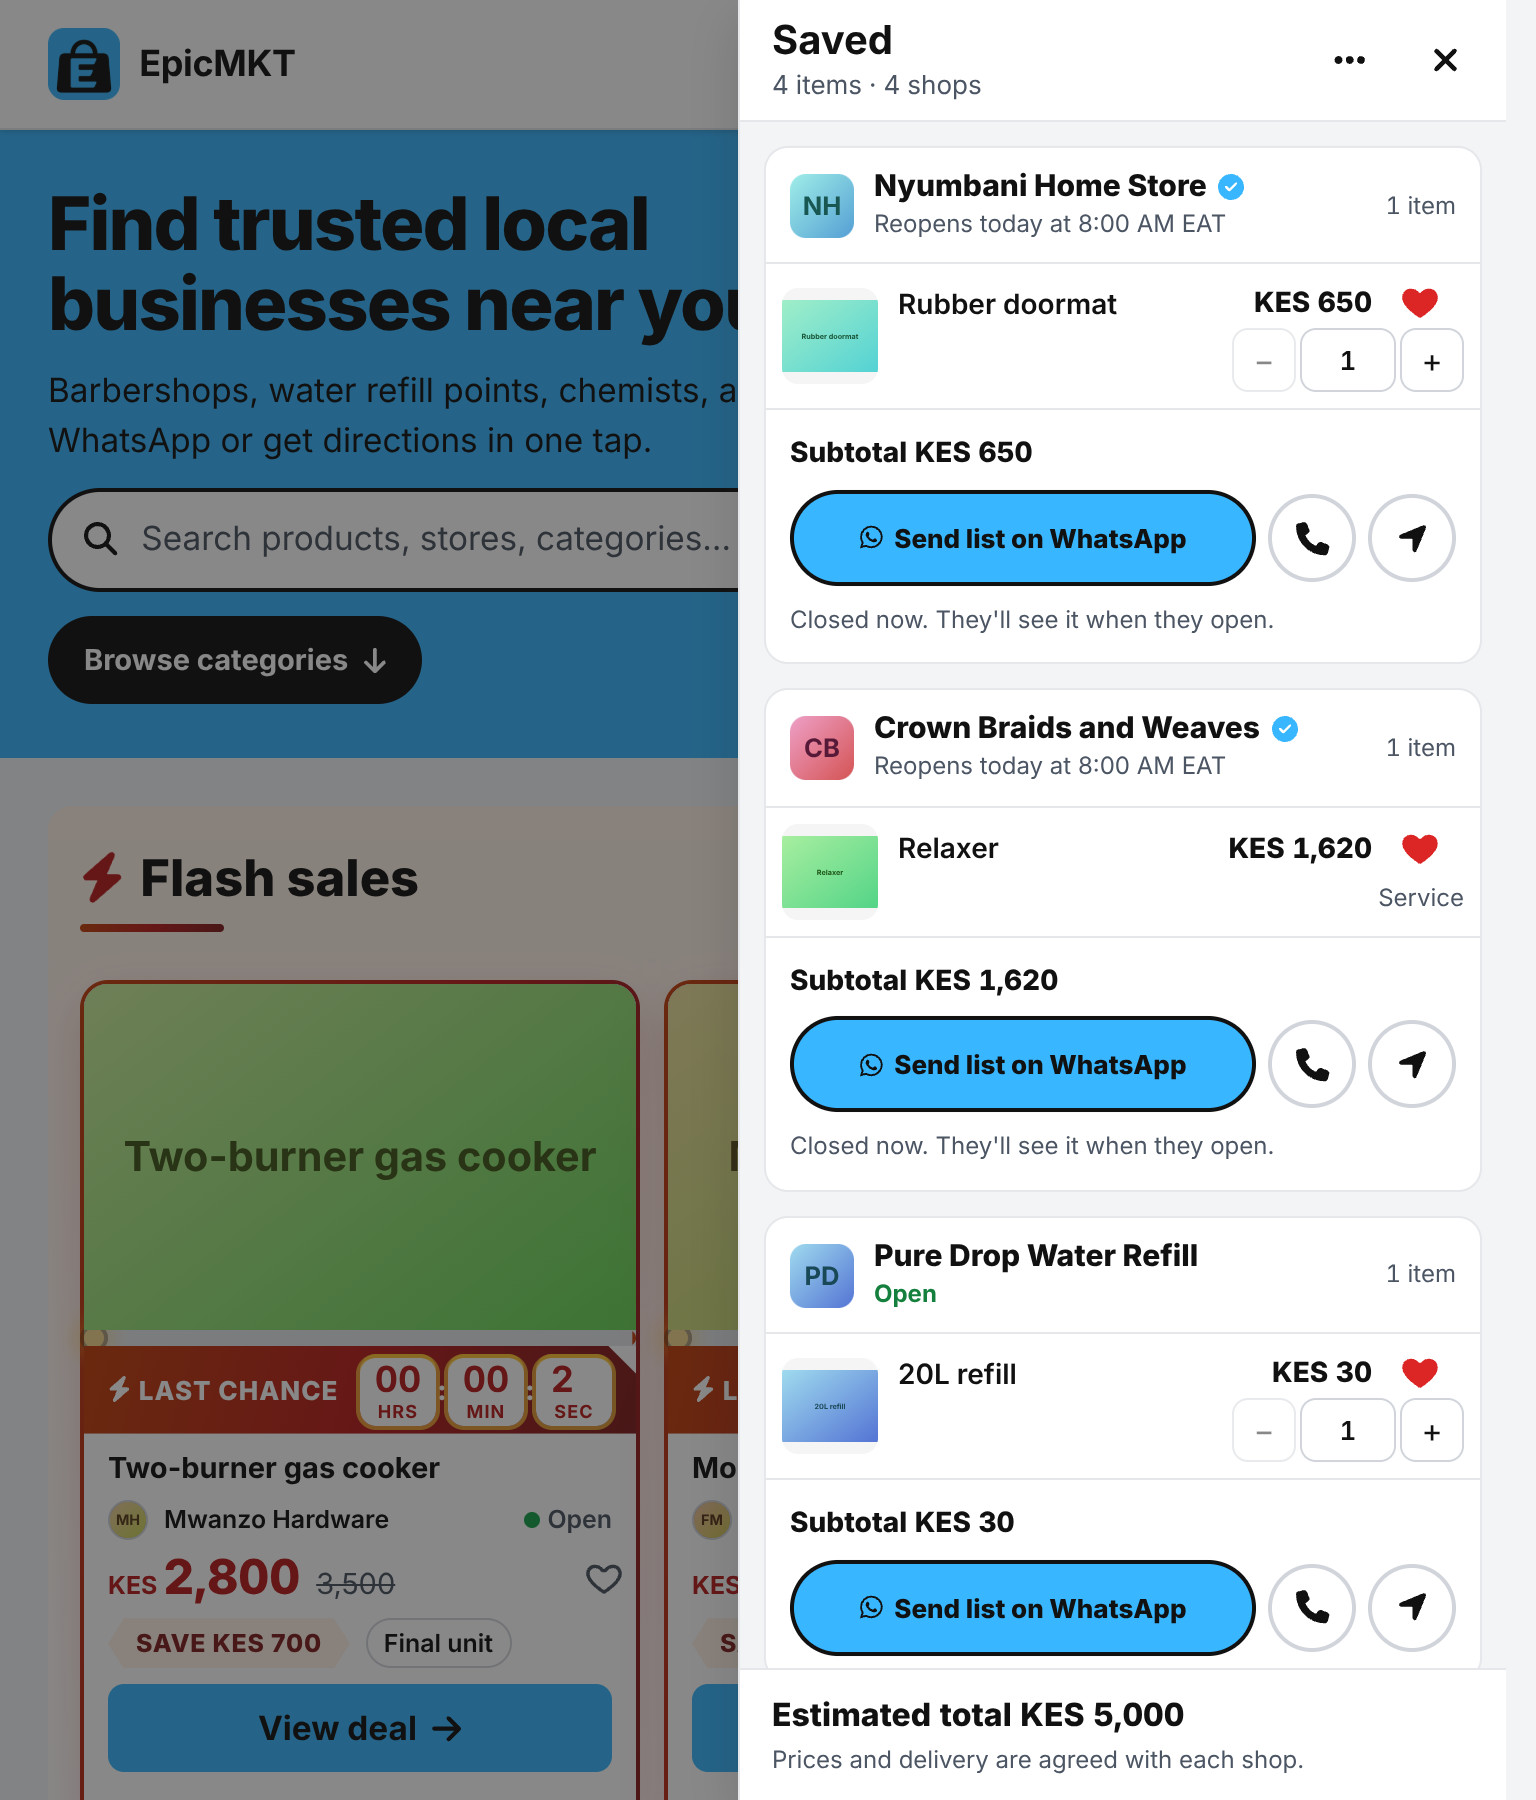 EpicMKT
Find trusted local
businesses near you
Barbershops, water refill points, chemists, a
WhatsApp or get directions in one tap.
Search products, stores, categories...
Browse categories
Flash sales
Two-burner gas cooker
LAST CHANCE
00 HRS : 00 MIN : 2 SEC
Two-burner gas cooker
MH Mwanzo Hardware Open
KES 2,800 3,500
SAVE KES 700 Final unit
View deal
L
Mo
FM
KES
S
Saved
4 items · 4 shops
NH Nyumbani Home Store
Reopens today at 8:00 AM EAT
1 item
Rubber doormat
Rubber doormat KES 650
− 1 +
Subtotal KES 650
Send list on WhatsApp
Closed now. They'll see it when they open.
CB Crown Braids and Weaves
Reopens today at 8:00 AM EAT
1 item
Relaxer
Relaxer KES 1,620
Service
Subtotal KES 1,620
Send list on WhatsApp
Closed now. They'll see it when they open.
PD Pure Drop Water Refill
Open
1 item
20L refill
20L refill KES 30
− 1 +
Subtotal KES 30
Send list on WhatsApp
Estimated total KES 5,000
Prices and delivery are agreed with each shop.